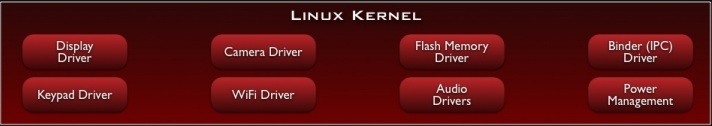 LINUX KERNEL
Display
Driver
Camera Driver
Flash Memory
Driver
Binder (IPC)
Driver
Keypad Driver
WiFi Driver
Audio
Drivers
Power
Management